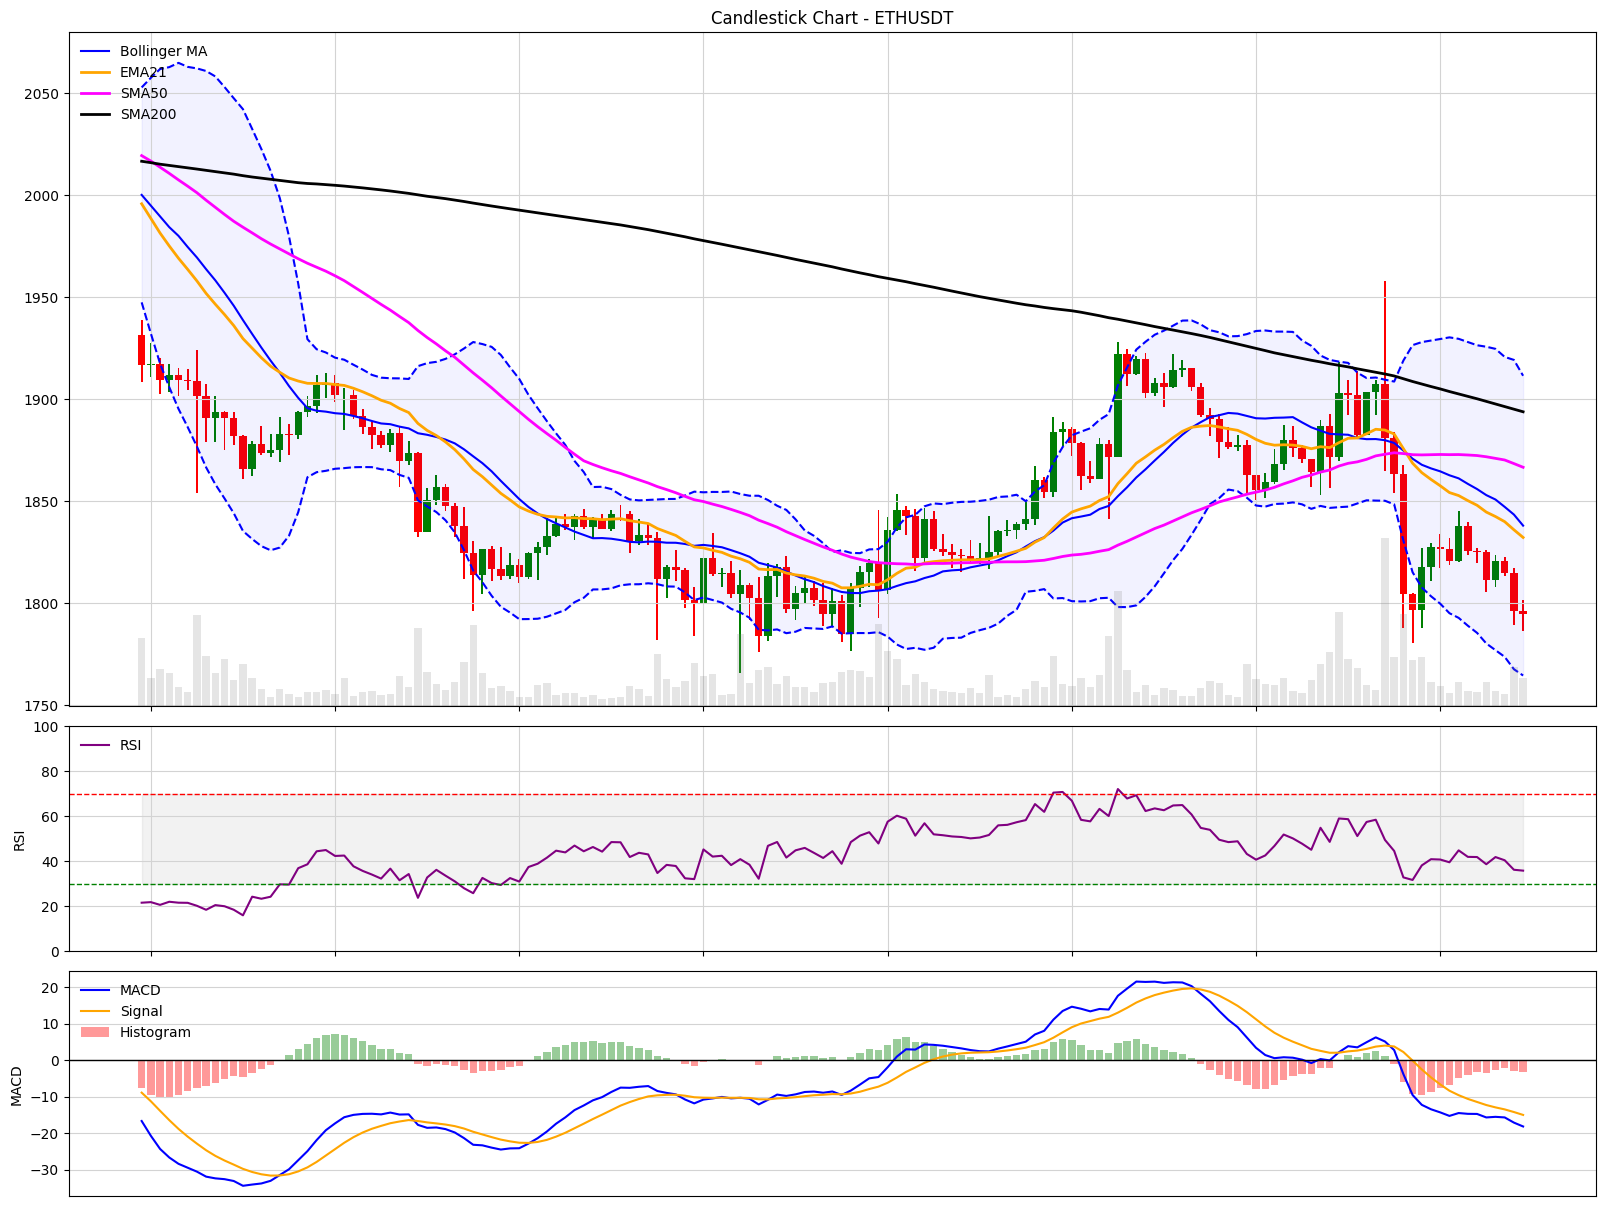 Candlestick Chart - ETHUSDT
Bollinger MA
EMA21
SMA50
SMA200
2050
2000
1950
1900
1850
1800
1750
RSI
RSI
100
80
60
40
20
0
MACD
Signal
Histogram
MACD
20
10
0
−10
−20
−30